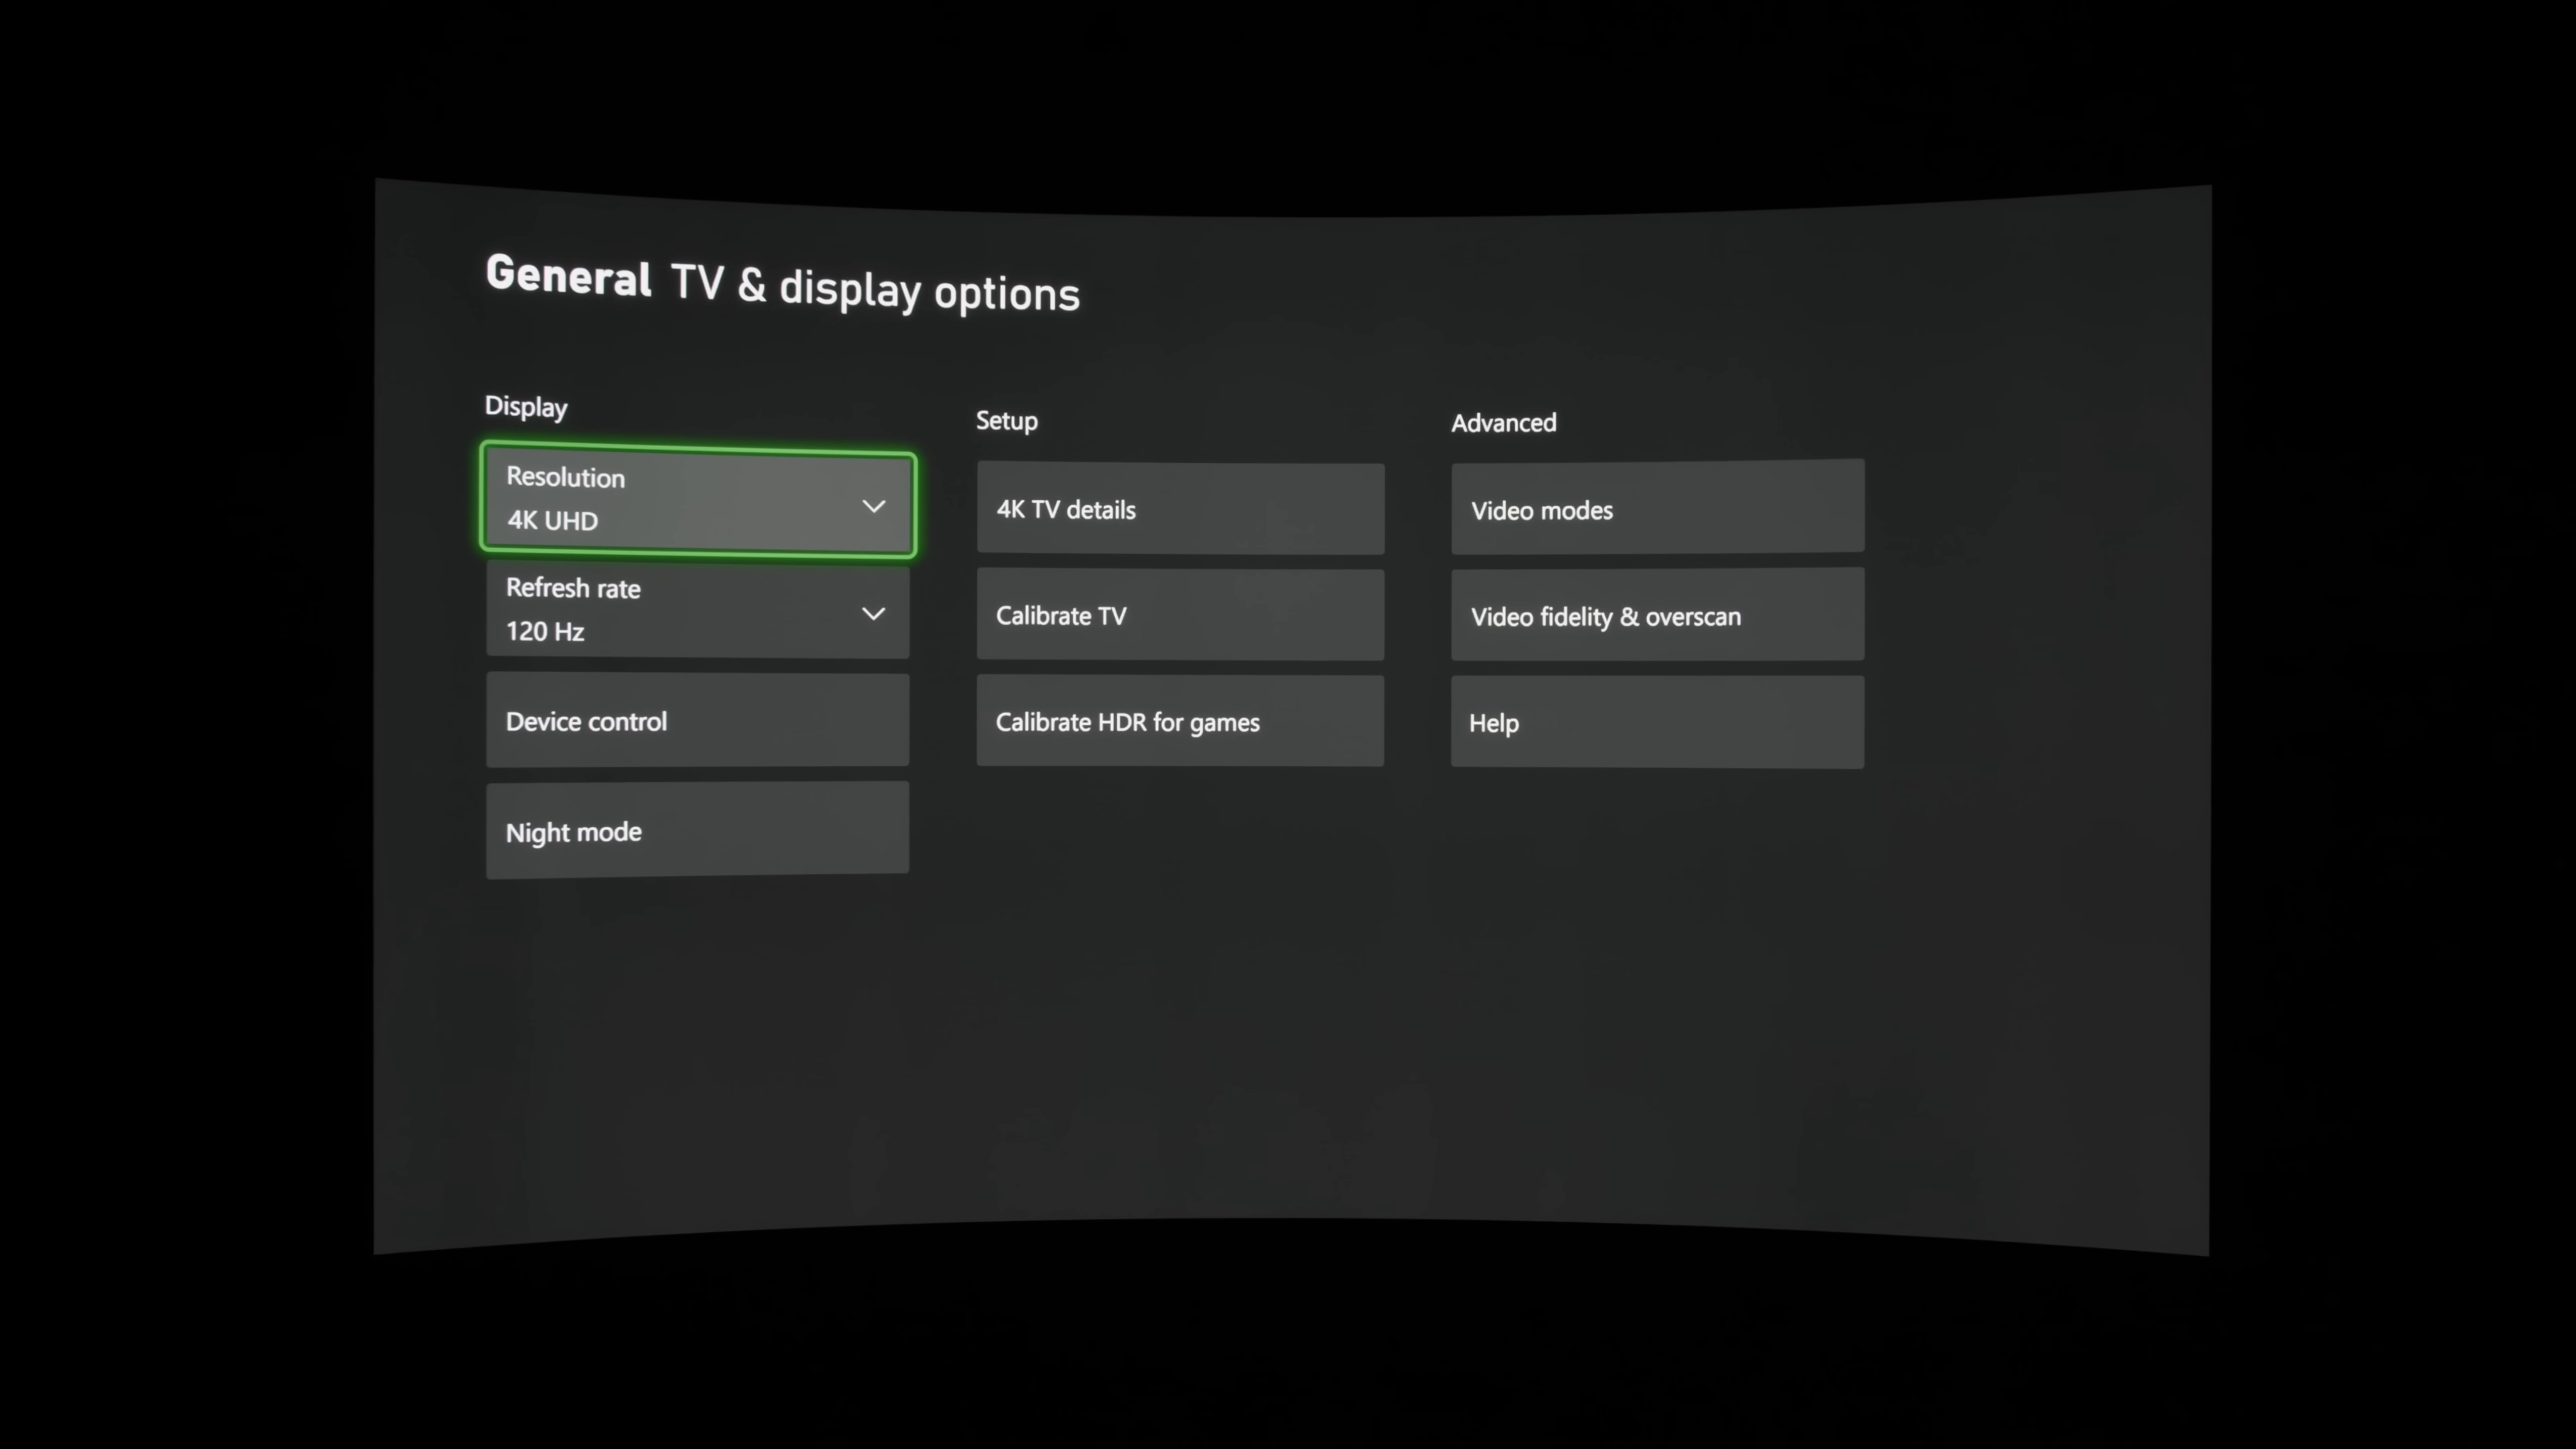 General TV & display options
Display
Resolution
4K UHD
Refresh rate
120 Hz
Device control
Night mode
Setup
4K TV details
Calibrate TV
Calibrate HDR for games
Advanced
Video modes
Video fidelity & overscan
Help